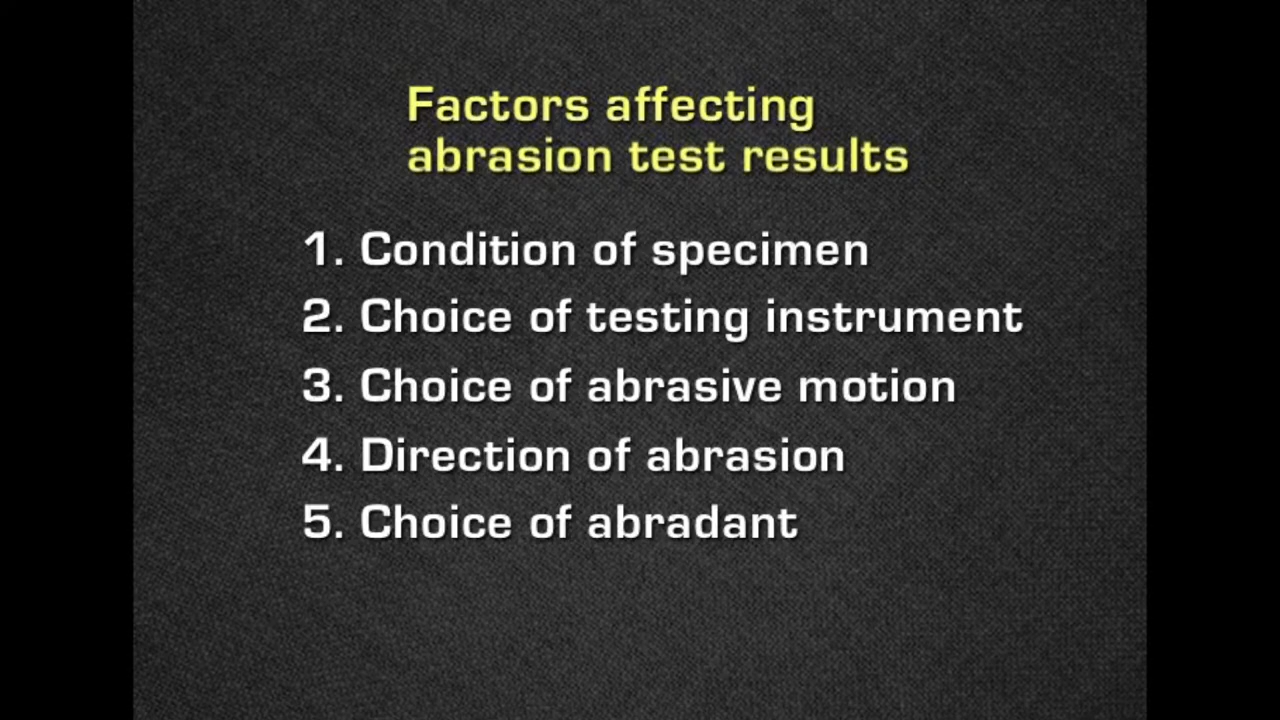 Factors affecting
abrasion test results
1. Condition of specimen
2. Choice of testing instrument
3. Choice of abrasive motion
4. Direction of abrasion
5. Choice of abradant